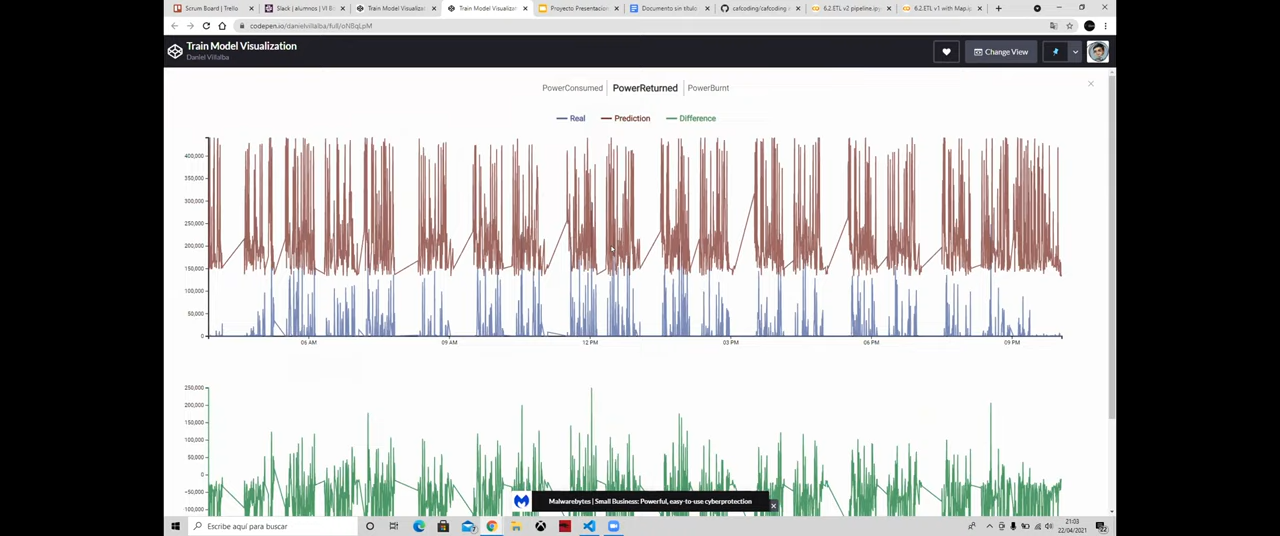 Scrum Board | Trello
Slack | alumnos | VI Bo
Train Model Visualizatio
Train Model Visualizatio
Proyecto Presentacion
Documento sin título
cafcoding/cafcoding
6.2.ETL v2 pipeline.ipy
6.2.ETL v1 with Map.ip
codepen.io/danielvillalba/full/oNBqLpM
Train Model Visualization
Daniel Villalba
Change View
PowerConsumed
PowerReturned
PowerBurnt
Real
Prediction
Difference
400,000
350,000
300,000
250,000
200,000
150,000
100,000
50,000
0
06 AM
09 AM
12 PM
03 PM
06 PM
09 PM
250,000
200,000
150,000
100,000
50,000
0
-50,000
100,000
Malwarebytes | Small Business: Powerful, easy-to-use cyberprotection
Escribe aquí para buscar
21:03
22/04/2021